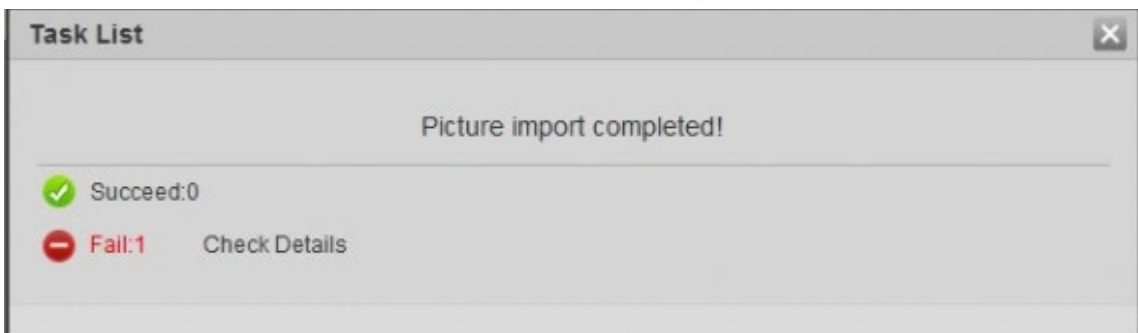 Task List
Picture import completed!
Succeed:0
Fail:1 Check Details